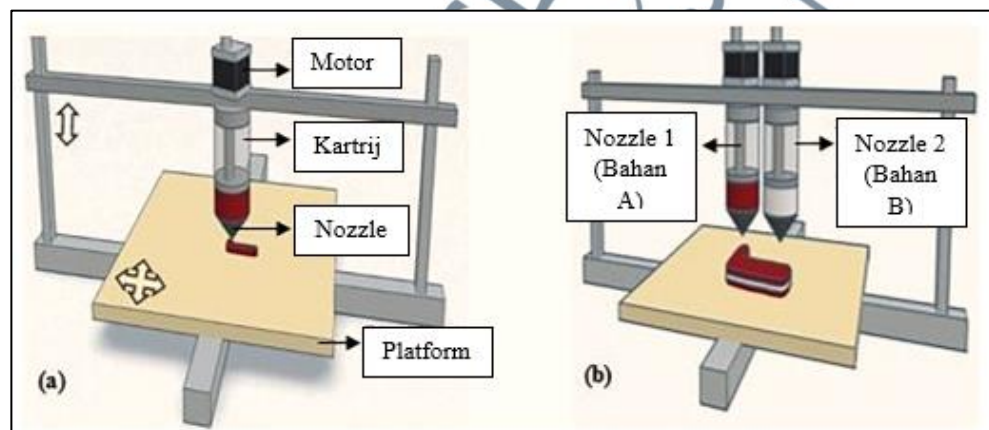 Motor
Kartrij
Nozzle
Platform
(a)
Nozzle 1
(Bahan
A)
Nozzle 2
(Bahan
B)
(b)